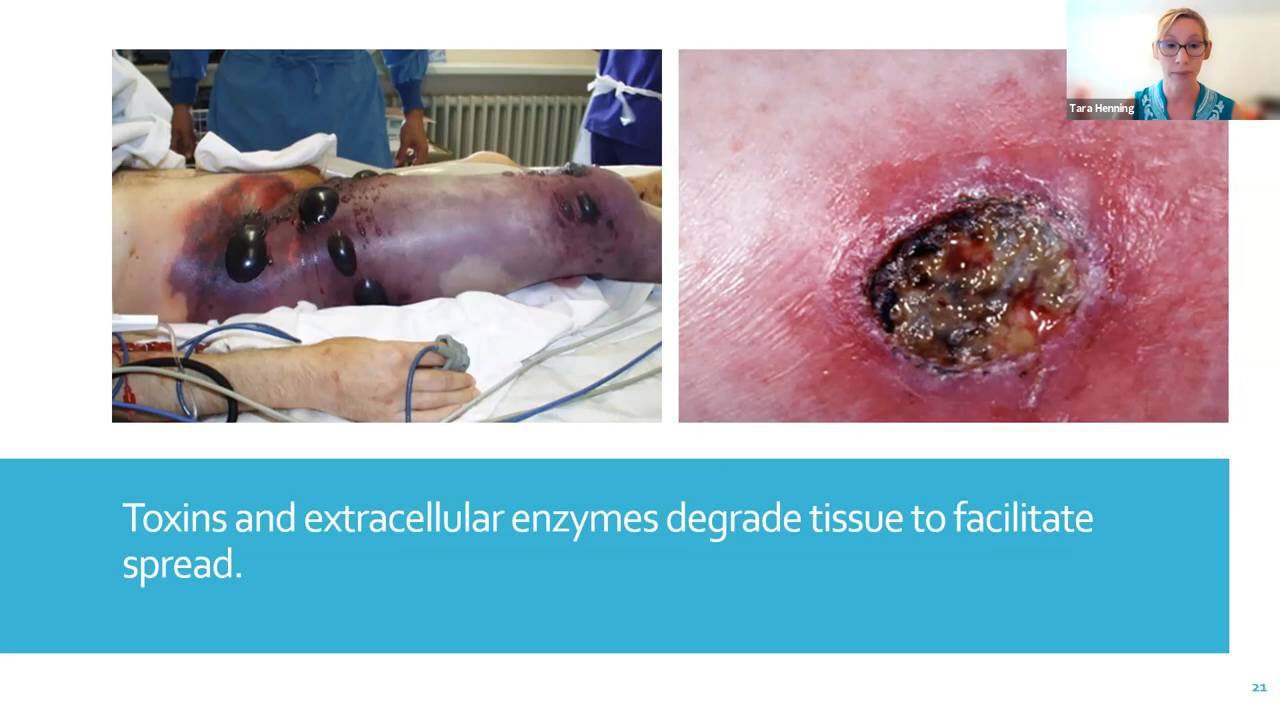 Tara Henning
Toxins and extracellular enzymes degrade tissue to facilitate
spread.
21